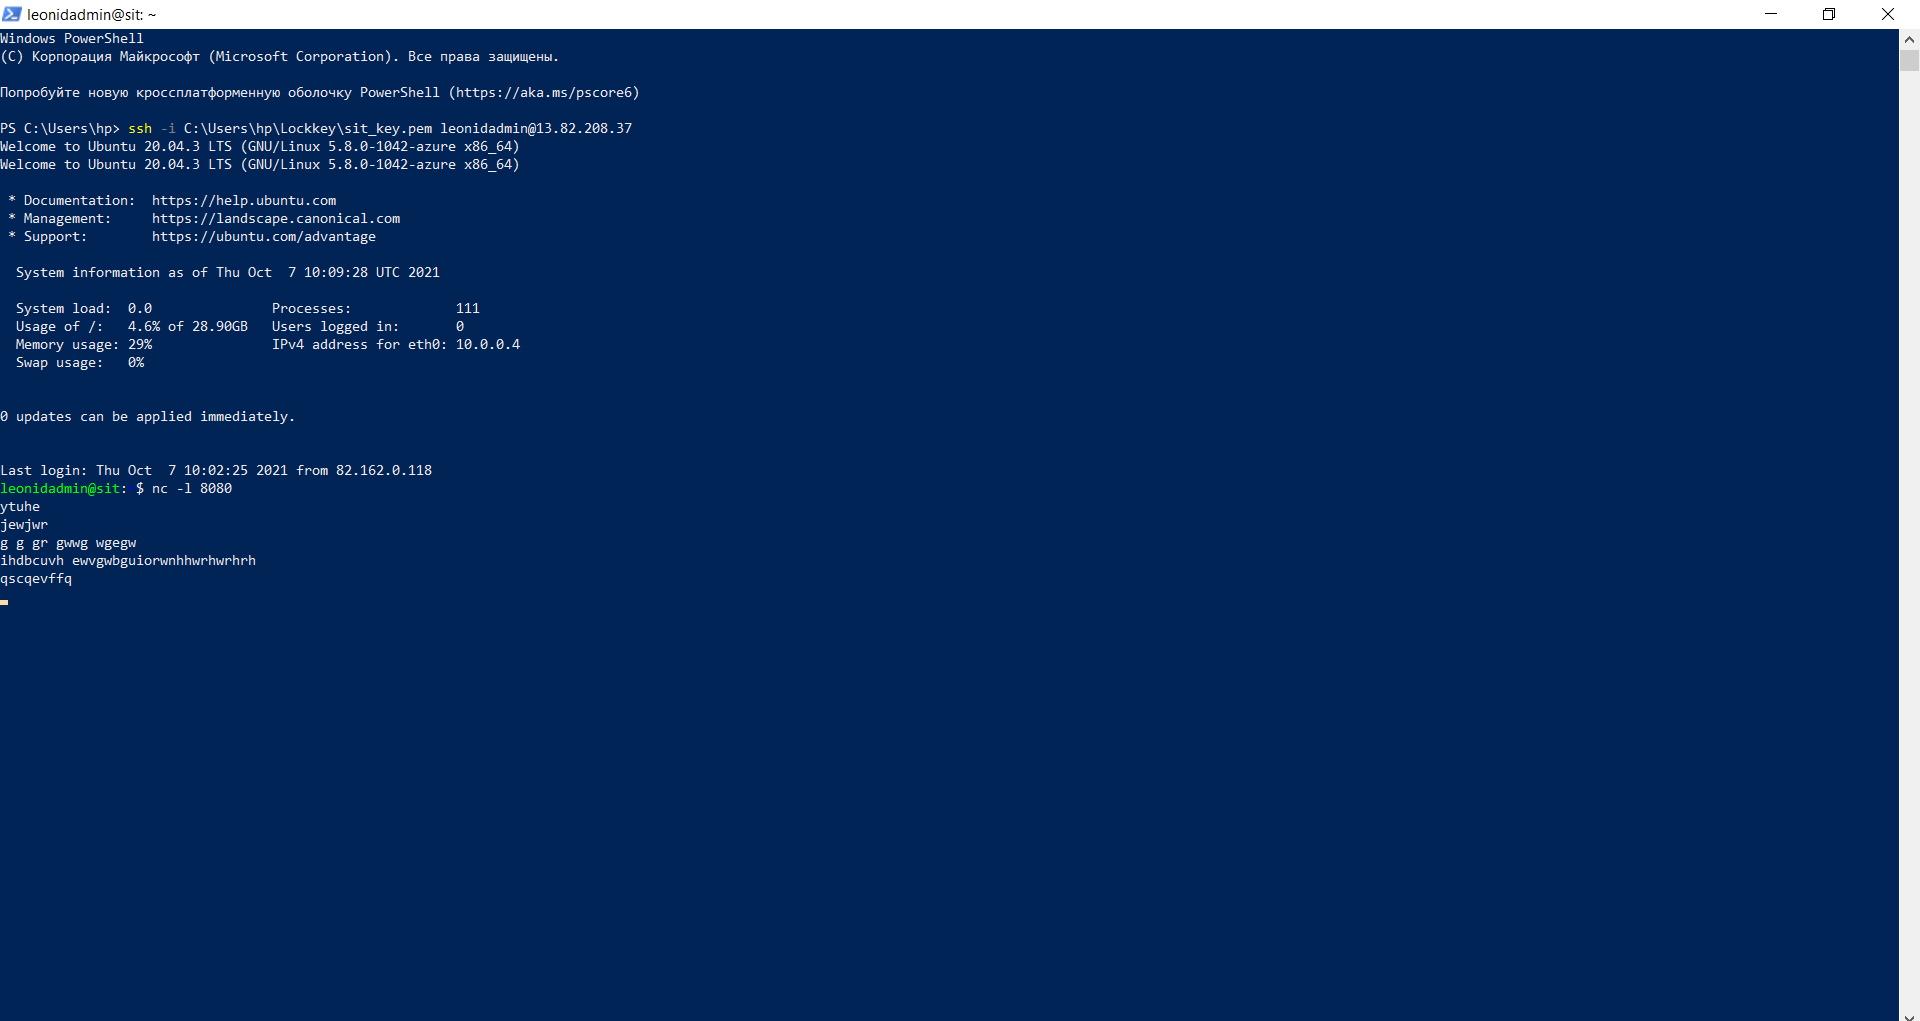 leonidadmin@sit: ~
Windows PowerShell
(C) Корпорация Майкрософт (Microsoft Corporation). Все права защищены.
Попробуйте новую кроссплатформенную оболочку PowerShell (https://aka.ms/pscore6)
PS C:\Users\hp> ssh -i C:\Users\hp\Lockkey\sit_key.pem leonidadmin@13.82.208.37
Welcome to Ubuntu 20.04.3 LTS (GNU/Linux 5.8.0-1042-azure x86_64)
Welcome to Ubuntu 20.04.3 LTS (GNU/Linux 5.8.0-1042-azure x86_64)
* Documentation:  https://help.ubuntu.com
* Management:     https://landscape.canonical.com
* Support:        https://ubuntu.com/advantage
System information as of Thu Oct  7 10:09:28 UTC 2021
System load:  0.0               Processes:             111
Usage of /:   4.6% of 28.90GB   Users logged in:       0
Memory usage: 29%               IPv4 address for eth0: 10.0.0.4
Swap usage:   0%
0 updates can be applied immediately.
Last login: Thu Oct  7 10:02:25 2021 from 82.162.0.118
leonidadmin@sit: $ nc -l 8080
ytuhe
jewjwr
g g gr gwwg wgegw
ihdbcuvh ewvgwbguiorwnhhwrhwrhrh
qscqevffq